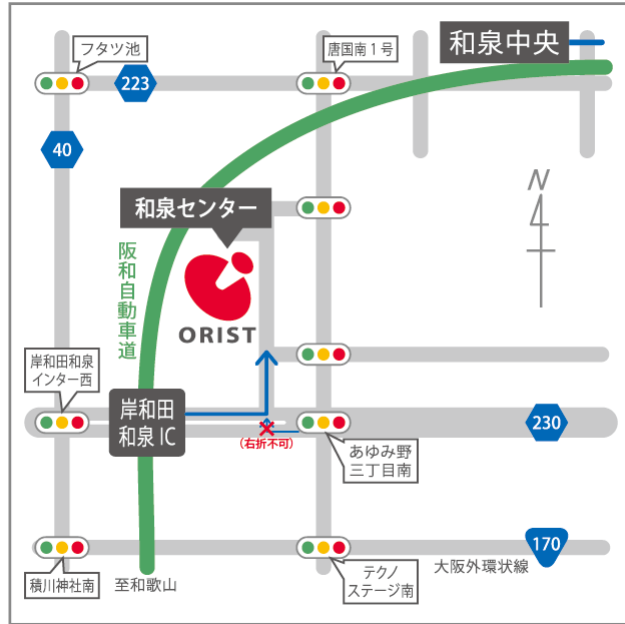 フタツ池
唐国南1号
和泉中央
223
40
N
和泉センター
阪和自動車道
ORIST
岸和田和泉
インター西
岸和田
和泉IC
(右折不可)
あゆみ野
三丁目南
230
170
大阪外環状線
積川神社南
至和歌山
テクノ
ステージ南